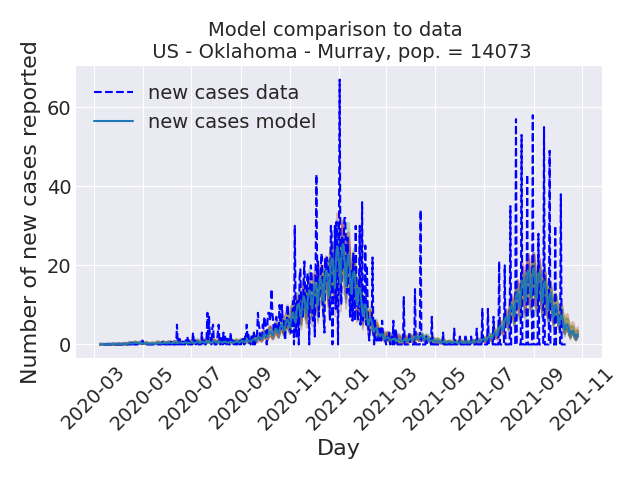 Model comparison to data
US - Oklahoma - Murray, pop. = 14073
Number of new cases reported
60
40
20
0
new cases data
new cases model
2020-03
2020-05
2020-07
2020-09
2020-11
2021-01
2021-03
2021-05
2021-07
2021-09
2021-11
Day